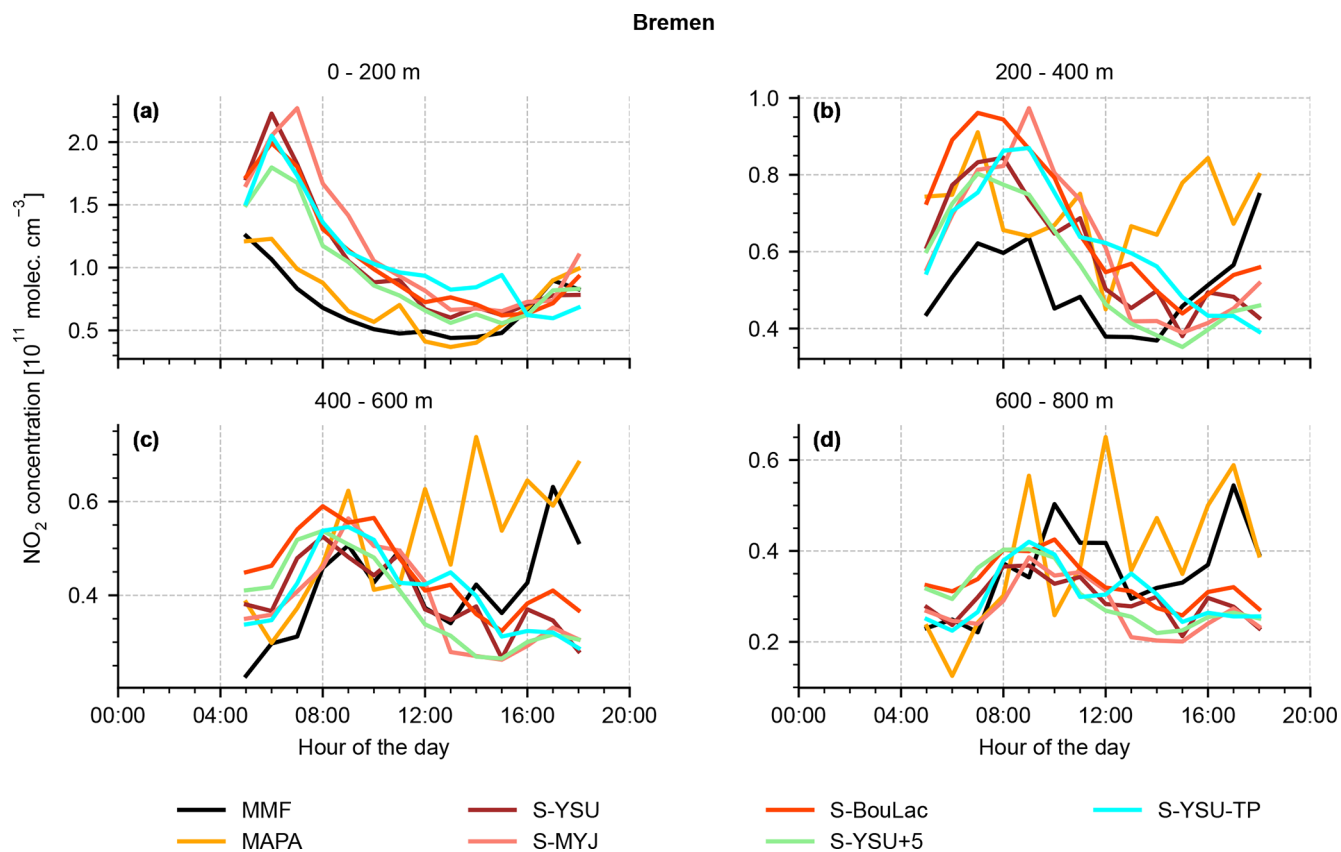 Bremen
0 - 200 m
200 - 400 m
(a)
(b)
2.0
1.5
1.0
0.5
1.0
0.8
0.6
0.4
400 - 600 m
600 - 800 m
(c)
(d)
0.6
0.4
0.6
0.4
0.2
NO₂ concentration [10¹¹ molec. cm⁻³]
00:00 04:00 08:00 12:00 16:00 20:00
00:00 04:00 08:00 12:00 16:00 20:00
Hour of the day
Hour of the day
MMF S-YSU S-BouLac S-YSU-TP
MAPA S-MYJ S-YSU+5